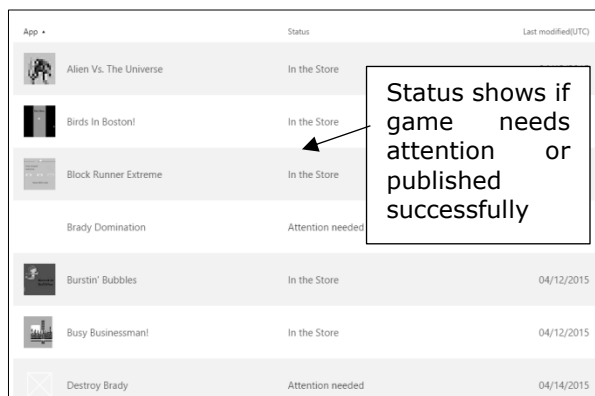 App
Status
Last modified(UTC)
Alien Vs. The Universe
In the Store
Birds In Boston!
In the Store
Block Runner Extreme
In the Store
Brady Domination
Attention needed
Burstin' Bubbles
In the Store
04/12/2015
Busy Businessman!
In the Store
04/12/2015
Destroy Brady
Attention needed
04/14/2015
Status shows if
game needs
attention or
published
successfully